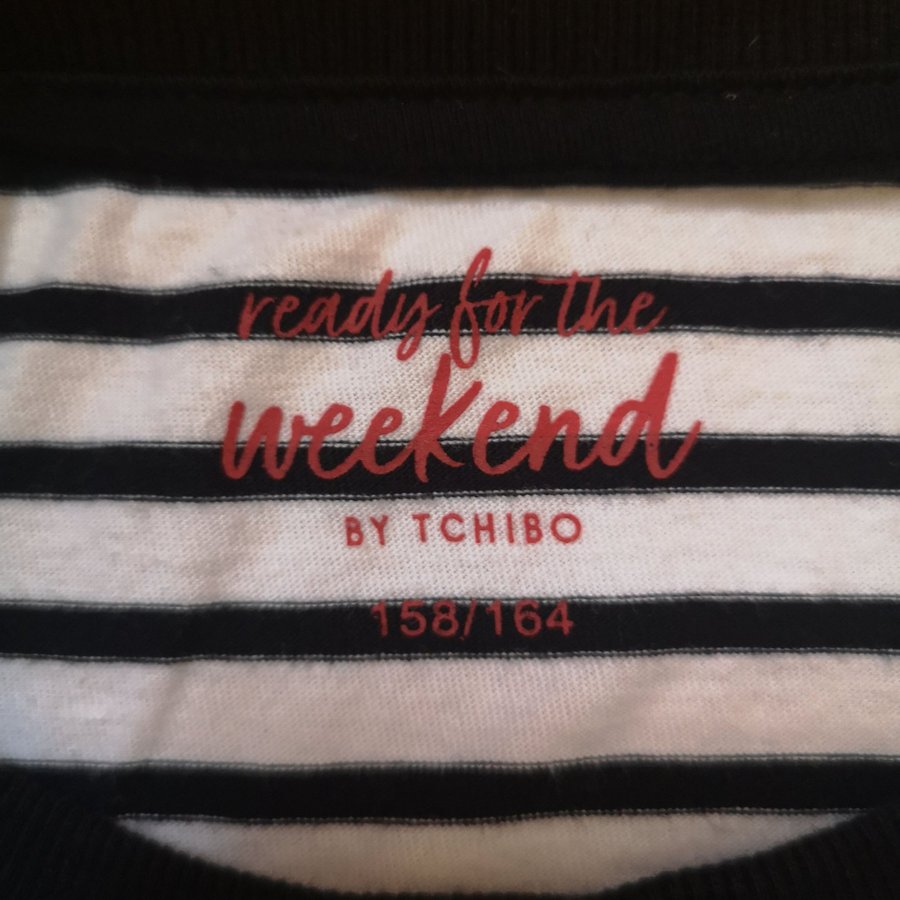 ready for the
weekend
BY TCHIBO
158/164